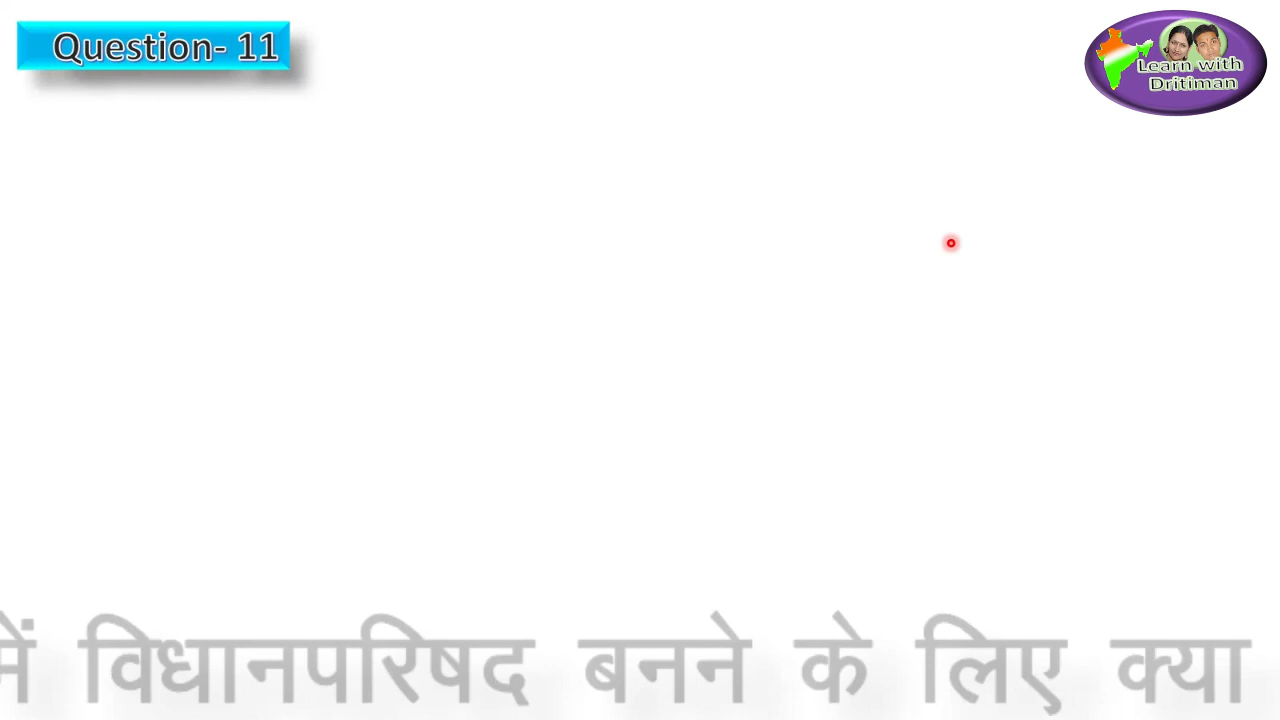 Question- 11
Learn with
Dritiman
में विधानपरिषद बनने के लिए क्या